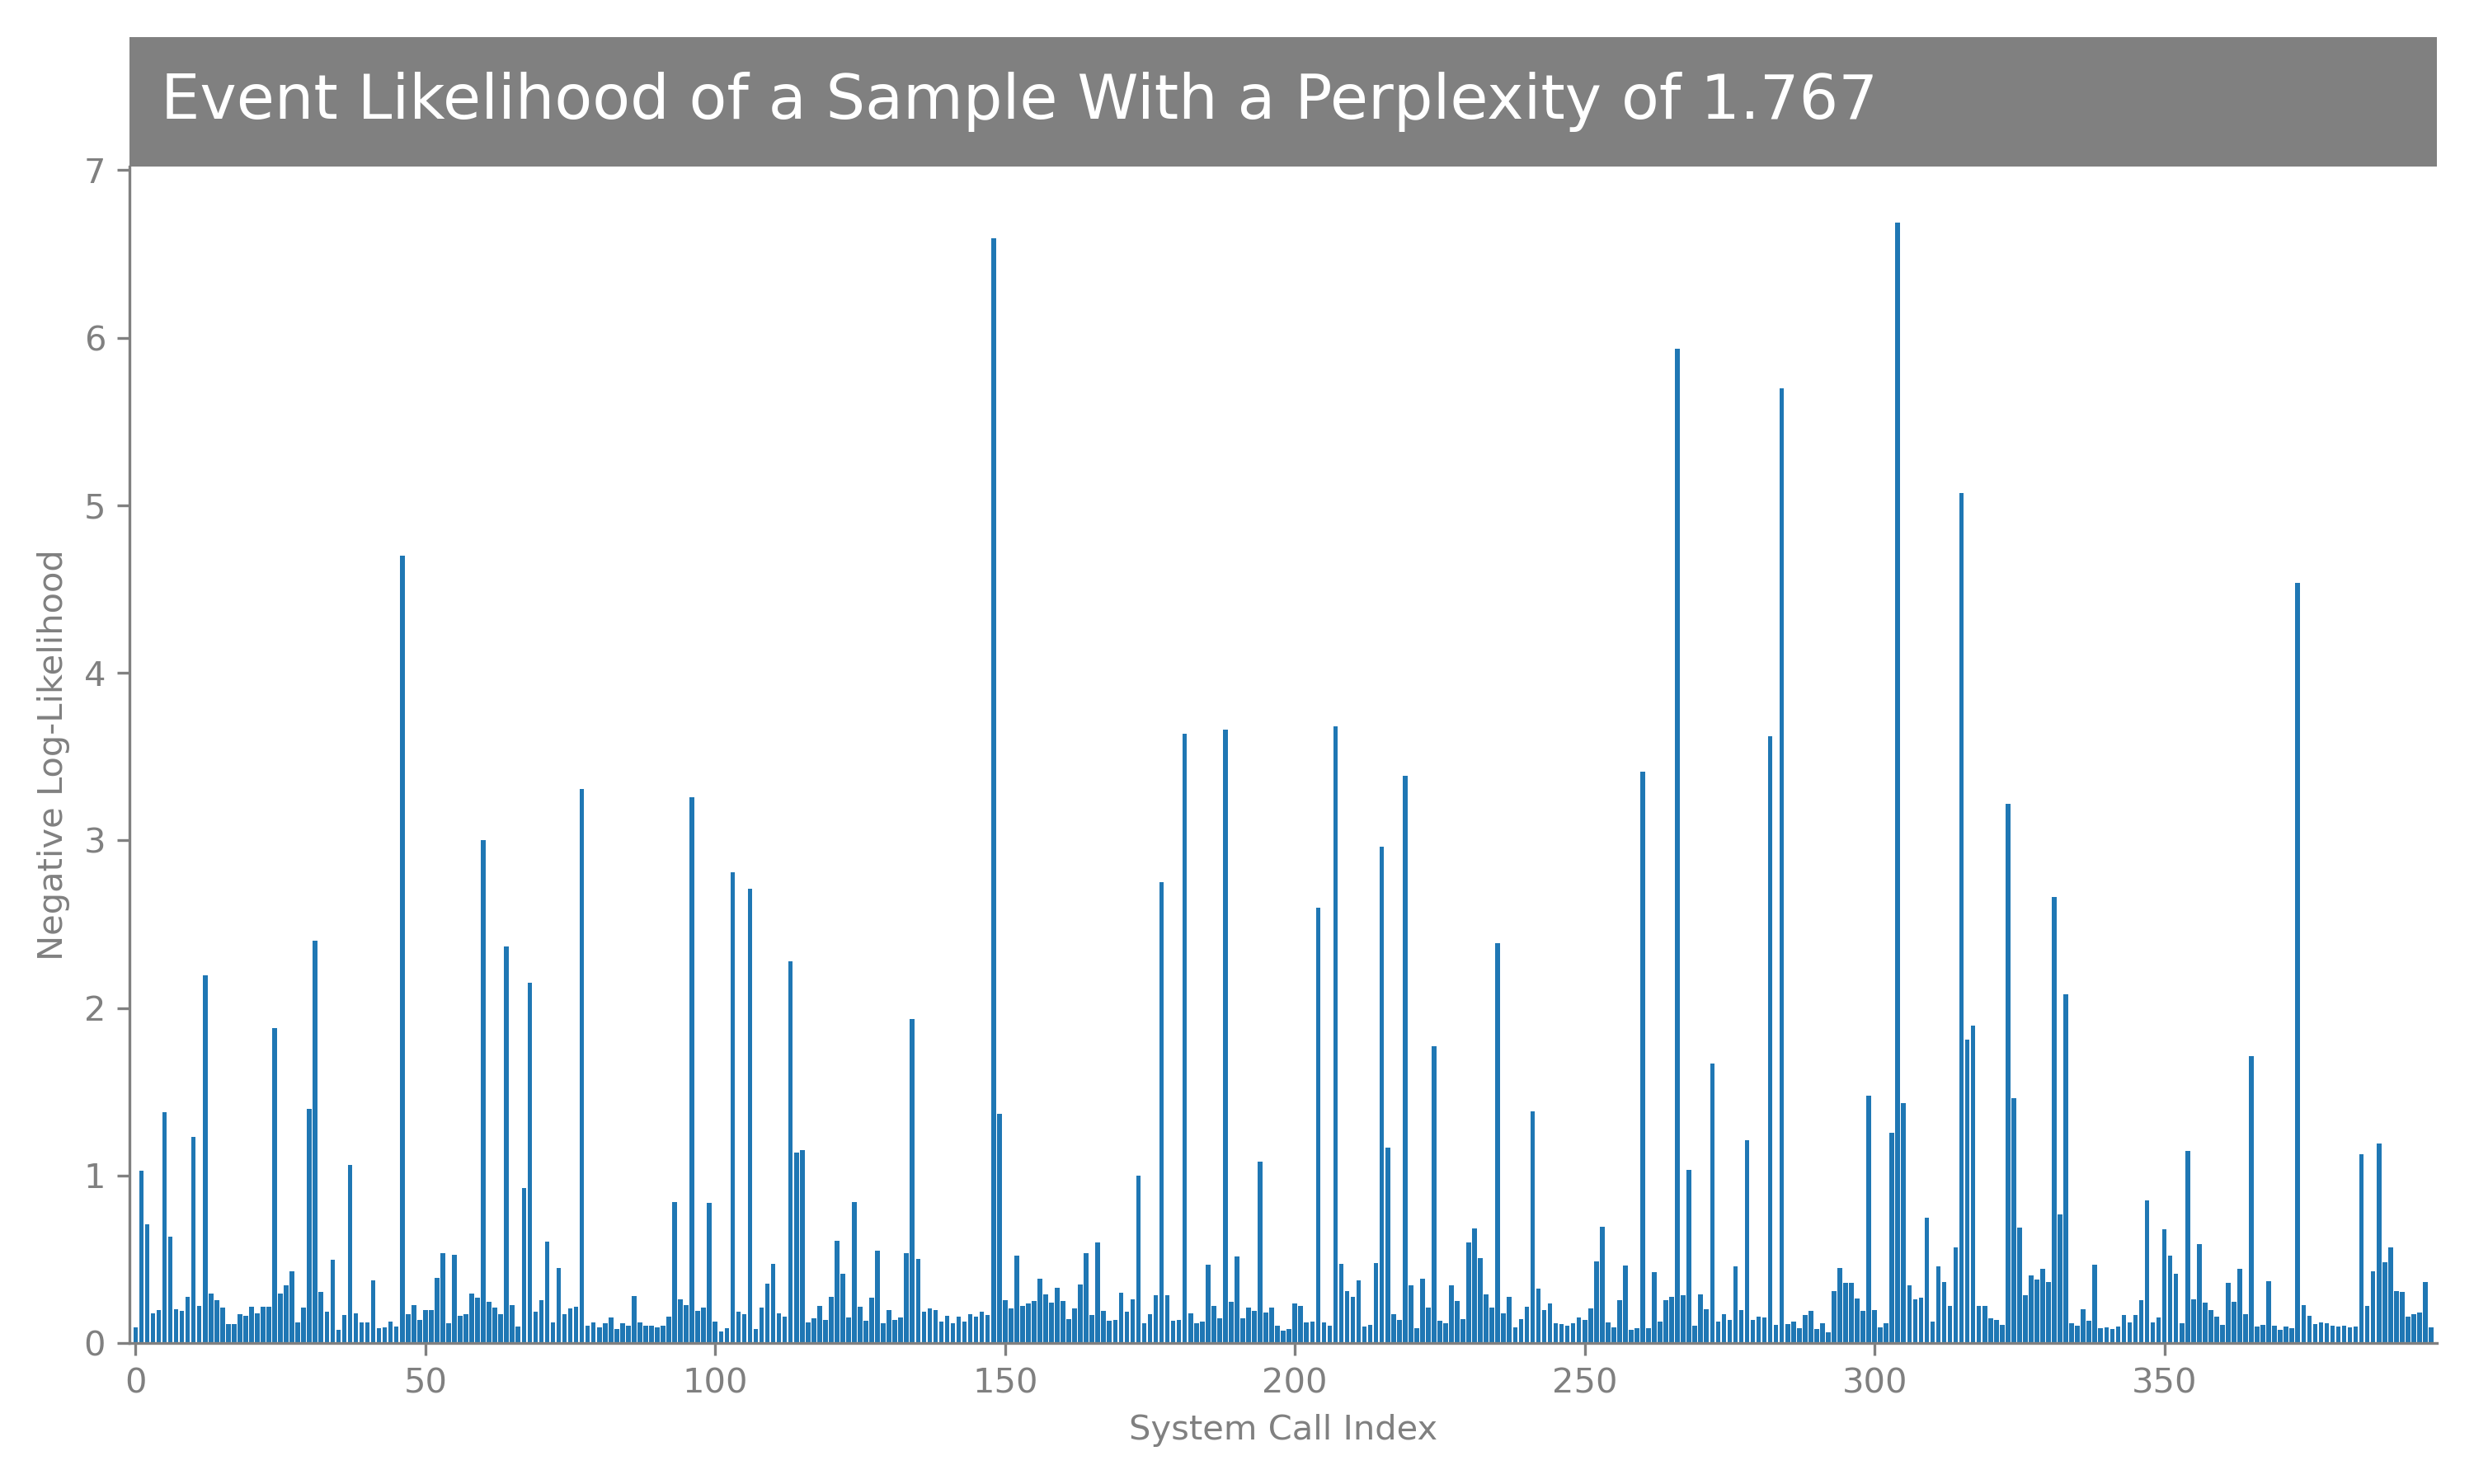 Event Likelihood of a Sample With a Perplexity of 1.767
7
6
5
4
3
2
1
0
Negative Log-Likelihood
0 50 100 150 200 250 300 350
System Call Index